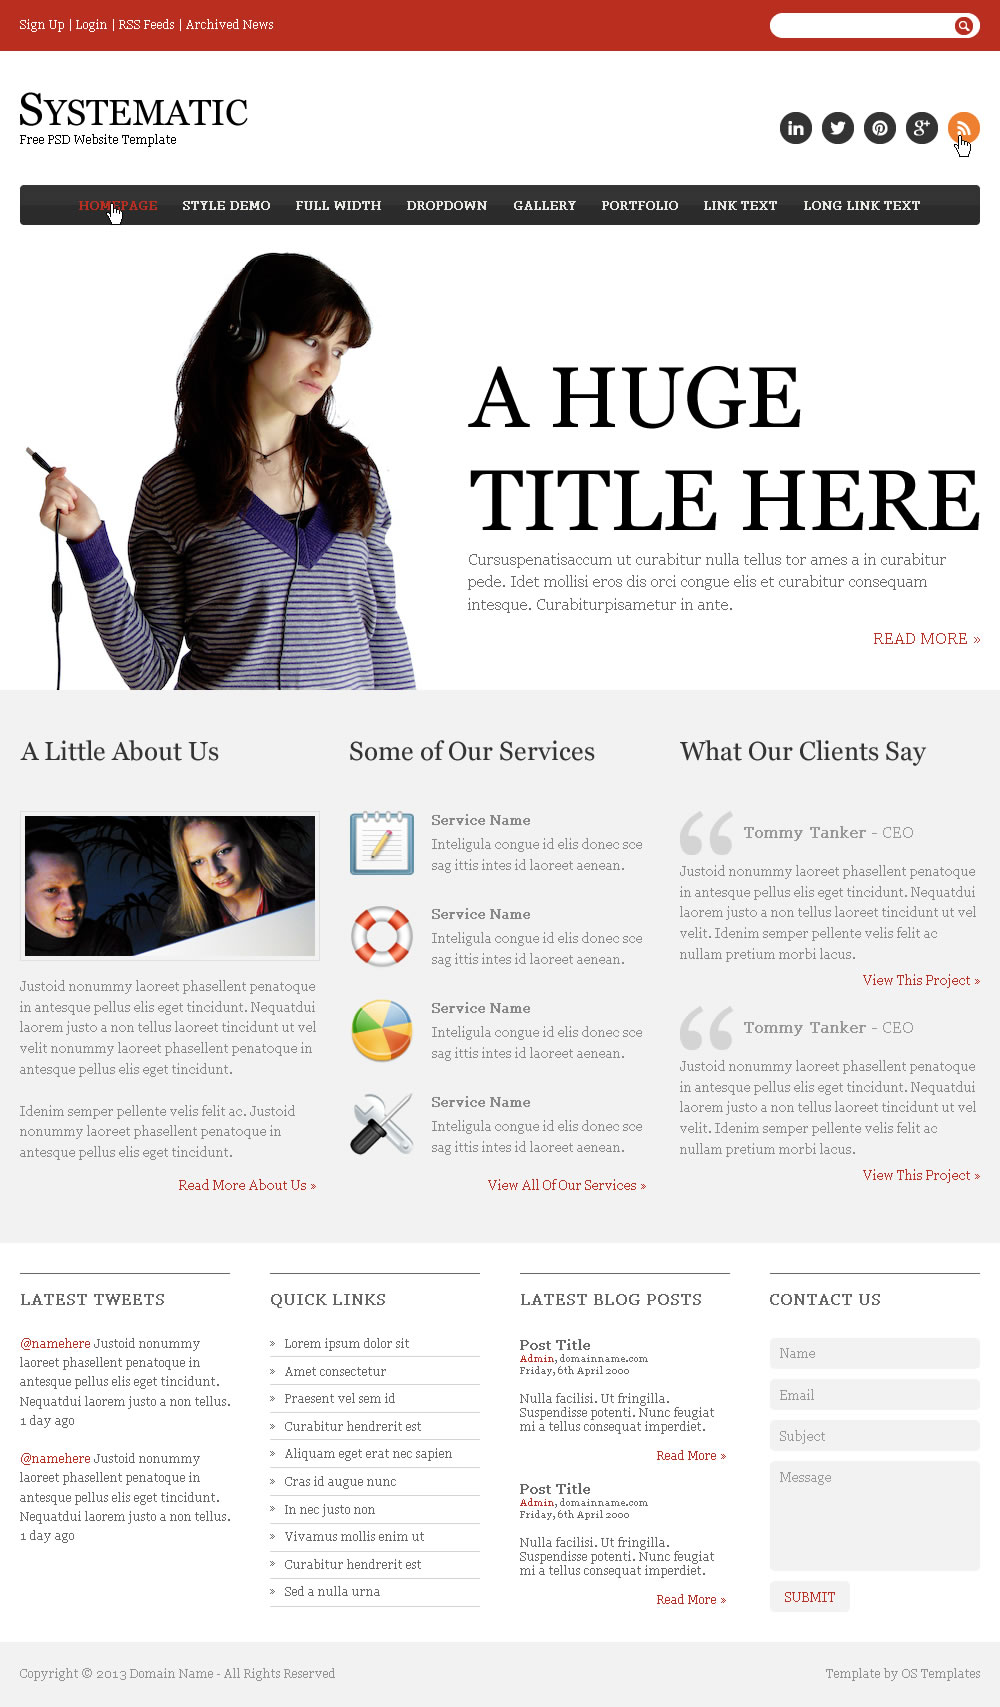 Sign Up | Login | RSS Feeds | Archived News
SYSTEMATIC
Free PSD Website Template
HOMEPAGE STYLE DEMO FULL WIDTH DROPDOWN GALLERY PORTFOLIO LINK TEXT LONG LINK TEXT
A HUGE
TITLE HERE
Cursuspenatisaccum ut curabitur nulla tellus tor ames a in curabitur
pede. Idet mollisi eros dis orci congue elis et curabitur consequam
intesque. Curabiturpisametur in ante.
READ MORE »
A Little About Us
Justoid nonummy laoreet phasellent penatoque
in antesque pellus elis eget tincidunt. Nequatdui
laorem justo a non tellus laoreet tincidunt ut vel
velit nonummy laoreet phasellent penatoque in
antesque pellus elis eget tincidunt.
Idenim semper pellente velis felit ac. Justoid
nonummy laoreet phasellent penatoque in
antesque pellus elis eget tincidunt.
Read More About Us »
Some of Our Services
Service Name
Inteligula congue id elis donec sce
sag ittis intes id laoreet aenean.
Service Name
Inteligula congue id elis donec sce
sag ittis intes id laoreet aenean.
Service Name
Inteligula congue id elis donec sce
sag ittis intes id laoreet aenean.
Service Name
Inteligula congue id elis donec sce
sag ittis intes id laoreet aenean.
View All Of Our Services »
What Our Clients Say
Tommy Tanker - CEO
Justoid nonummy laoreet phasellent penatoque
in antesque pellus elis eget tincidunt. Nequatdui
laorem justo a non tellus laoreet tincidunt ut vel
velit. Idenim semper pellente velis felit ac
nullam pretium morbi lacus.
View This Project »
Tommy Tanker - CEO
Justoid nonummy laoreet phasellent penatoque
in antesque pellus elis eget tincidunt. Nequatdui
laorem justo a non tellus laoreet tincidunt ut vel
velit. Idenim semper pellente velis felit ac
nullam pretium morbi lacus.
View This Project »
LATEST TWEETS
@namehere Justoid nonummy
laoreet phasellent penatoque in
antesque pellus elis eget tincidunt.
Nequatdui laorem justo a non tellus.
1 day ago
@namehere Justoid nonummy
laoreet phasellent penatoque in
antesque pellus elis eget tincidunt.
Nequatdui laorem justo a non tellus.
1 day ago
QUICK LINKS
» Lorem ipsum dolor sit
» Amet consectetur
» Praesent vel sem id
» Curabitur hendrerit est
» Aliquam eget erat nec sapien
» Cras id augue nunc
» In nec justo non
» Vivamus mollis enim ut
» Curabitur hendrerit est
» Sed a nulla urna
LATEST BLOG POSTS
Post Title
Admin, domainname.com
Friday, 6th April 2000
Nulla facilisi. Ut fringilla.
Suspendisse potenti. Nunc feugiat
mi a tellus consequat imperdiet.
Read More »
Post Title
Admin, domainname.com
Friday, 6th April 2000
Nulla facilisi. Ut fringilla.
Suspendisse potenti. Nunc feugiat
mi a tellus consequat imperdiet.
Read More »
CONTACT US
Name
Email
Subject
Message
SUBMIT
Copyright © 2013 Domain Name - All Rights Reserved
Template by OS Templates